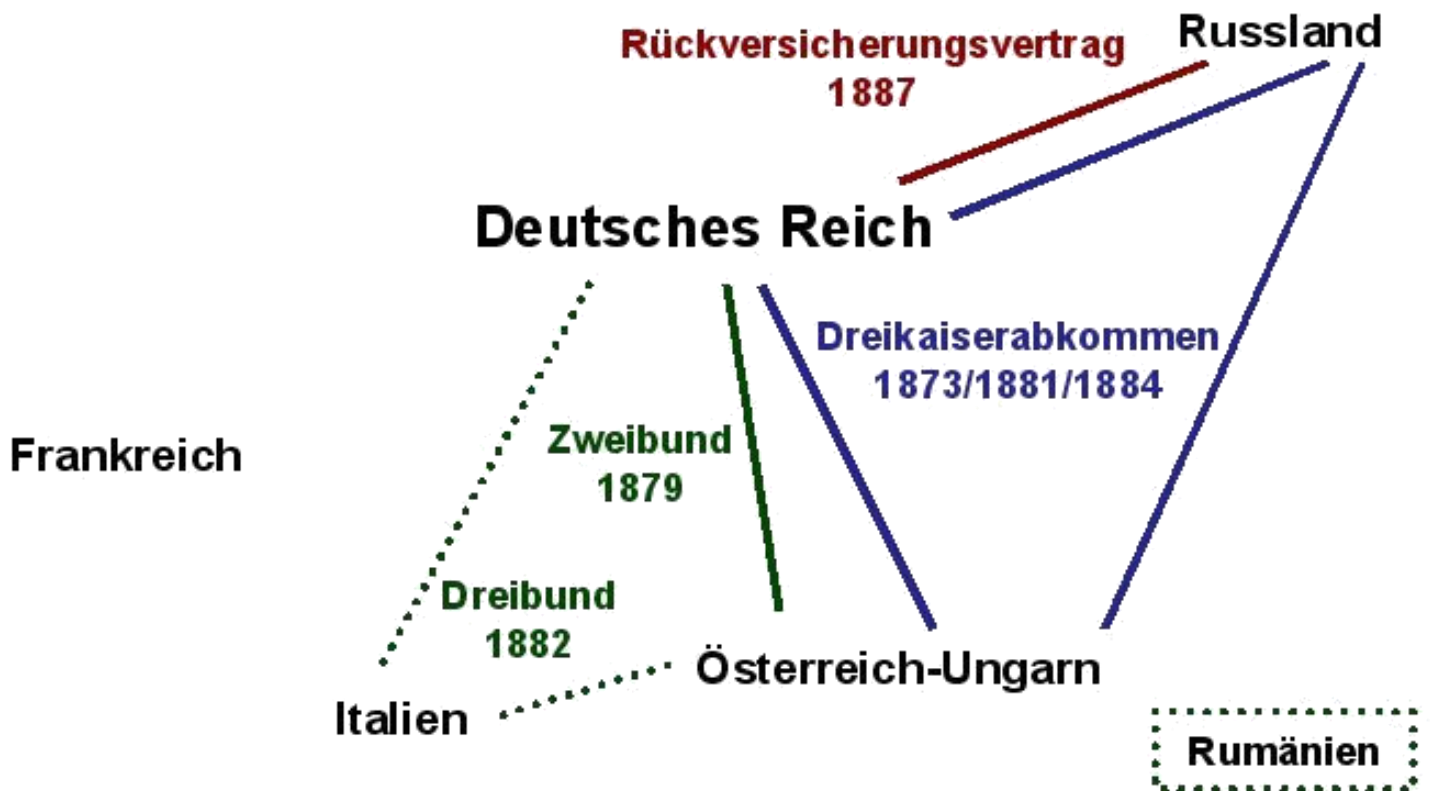 Russland
Rückversicherungsvertrag
1887
Deutsches Reich
Dreikaiserabkommen
1873/1881/1884
Zweibund
1879
Frankreich
Dreibund
1882
Österreich-Ungarn
Italien
Rumänien